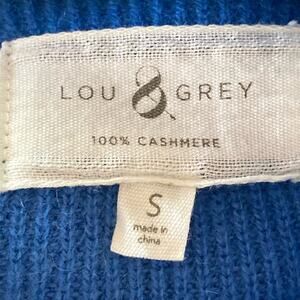 LOU & GREY
100% CASHMERE
S
made in
china